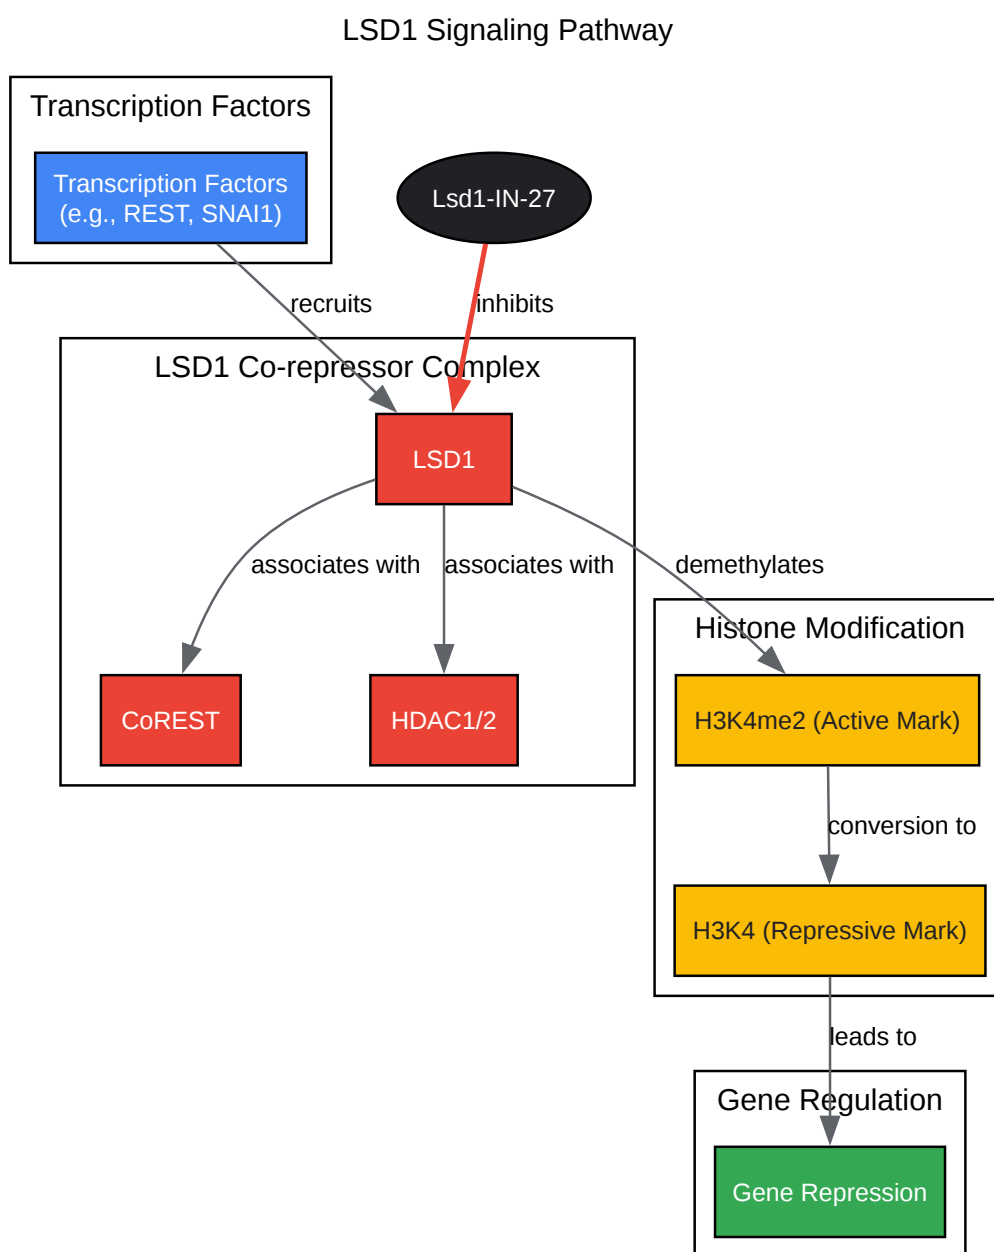 LSD1 Signaling Pathway
Transcription Factors
Transcription Factors
(e.g., REST, SNAI1)
Lsd1-IN-27
recruits
inhibits
LSD1 Co-repressor Complex
LSD1
associates with
associates with
demethylates
CoREST
HDAC1/2
Histone Modification
H3K4me2 (Active Mark)
conversion to
H3K4 (Repressive Mark)
leads to
Gene Regulation
Gene Repression